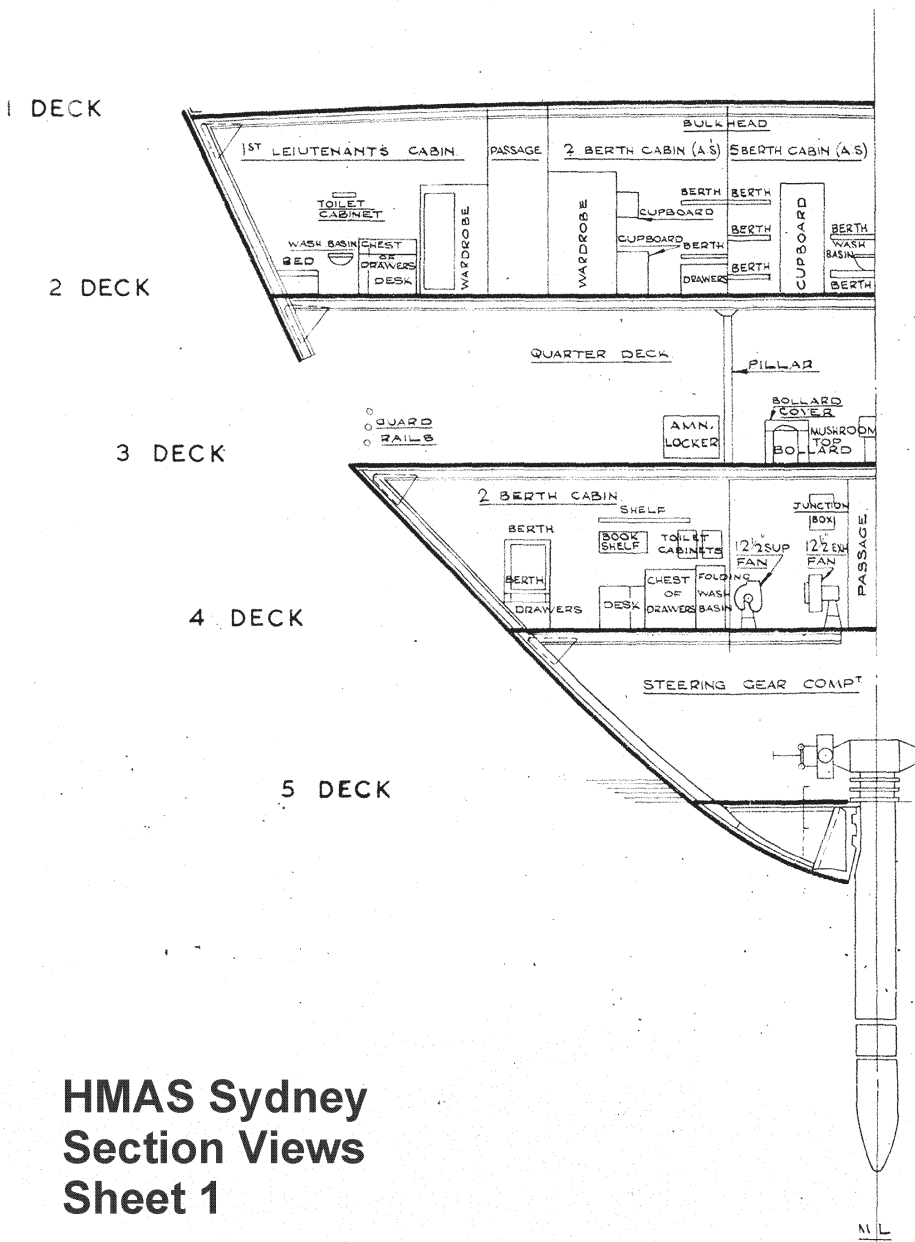 1 DECK
BULKHEAD
1ST LEIUTENANT'S CABIN
PASSAGE
2 BERTH CABIN (A.S)
5 BERTH CABIN (A.S)
TOILET
CABINET
WASH BASIN
BED
CHEST
OF
DRAWERS
DESK
WARDROBE
WARDROBE
CUPBOARD
CUPBOARD
BERTH
BERTH
DRAWERS
BERTH
BERTH
BERTH
CUPBOARD
BERTH
WASH
BASIN
BERTH
2 DECK
QUARTER DECK
PILLAR
GUARD
RAILS
AMN.
LOCKER
BOLLARD
COVER
MUSHROOM
TOP
BOLLARD
3 DECK
2 BERTH CABIN
SHELF
BERTH
BERTH
DRAWERS
BOOK
SHELF
TOILET
CABINETS
DESK
CHEST
OF
DRAWERS
FOLDING
WASH
BASIN
12½" SUP
FAN
JUNCTION
BOX
12½" EXH
FAN
PASSAGE
4 DECK
STEERING GEAR COMPT
5 DECK
HMAS Sydney
Section Views
Sheet 1
M L